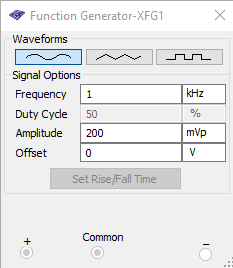 Function Generator-XFG1
Waveforms
Signal Options
Frequency 1 kHz
Duty Cycle 50 %
Amplitude 200 mVp
Offset 0 V
Set Rise/Fall Time
+ Common −